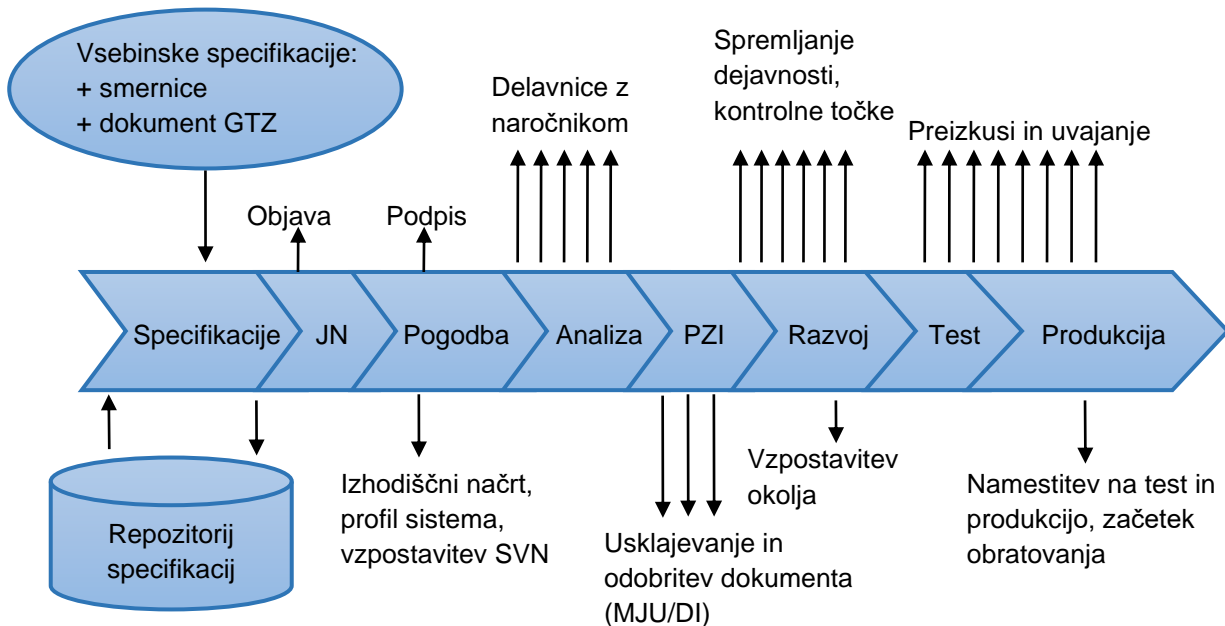 Vsebinske specifikacije:
+ smernice
+ dokument GTZ
Objava
Podpis
Delavnice z
naročnikom
Spremljanje
dejavnosti,
kontrolne točke
Preizkusi in uvajanje
Specifikacije
JN
Pogodba
Analiza
PZI
Razvoj
Test
Produkcija
Repozitorij
specifikacij
Izhodiščni načrt,
profil sistema,
vzpostavitev SVN
Usklajevanje in
odobritev dokumenta
(MJU/DI)
Vzpostavitev
okolja
Namestitev na test in
produkcijo, začetek
obratovanja